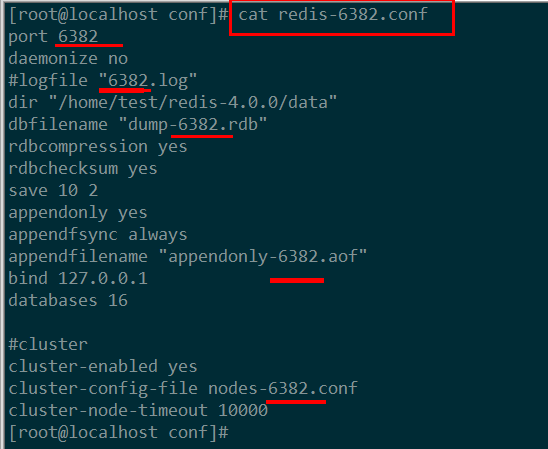 [root@localhost conf]# cat redis-6382.conf
port 6382
daemonize no
#logfile "6382.log"
dir "/home/test/redis-4.0.0/data"
dbfilename "dump-6382.rdb"
rdbcompression yes
rdbchecksum yes
save 10 2
appendonly yes
appendfsync always
appendfilename "appendonly-6382.aof"
bind 127.0.0.1
databases 16
#cluster
cluster-enabled yes
cluster-config-file nodes-6382.conf
cluster-node-timeout 10000
[root@localhost conf]#